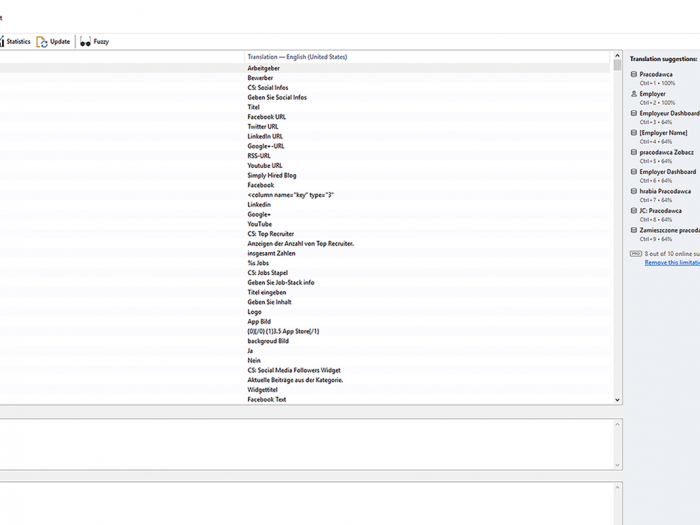 t
Statistics Update Fuzzy
Translation — English (United States)
Arbeitgeber
Bewerber
CS: Social Infos
Geben Sie Social Infos
Titel
Facebook URL
Twitter URL
LinkedIn URL
Google+-URL
RSS-URL
Youtube URL
Simply Hired Blog
Facebook
<column name="key" type="3"
Linkedin
Google+
YouTube
CS: Top Recruiter
Anzeigen der Anzahl von Top Recruiter.
insgesamt Zahlen
%s Jobs
CS: Jobs Stapel
Geben Sie Job-Stack info
Titel eingeben
Geben Sie Inhalt
Logo
App Bild
{0}{/0} {1}3.5 App Store{/1}
backgroud Bild
Ja
Nein
CS: Social Media Followers Widget
Aktuelle Beiträge aus der Kategorie.
Widgettitel
Facebook Text
Translation suggestions:
Pracodawca
Ctrl+1 • 100%
Employer
Ctrl+2 • 100%
Employeur Dashboard
Ctrl+3 • 64%
[Employer Name]
Ctrl+4 • 64%
pracodawca Zobacz
Ctrl+5 • 64%
Employer Dashboard
Ctrl+6 • 64%
hrabia Pracodawca
Ctrl+7 • 64%
JC: Pracodawca
Ctrl+8 • 64%
Zamieszczone pracoda
Ctrl+9 • 64%
PRO 8 out of 10 online su
Remove this limitatio